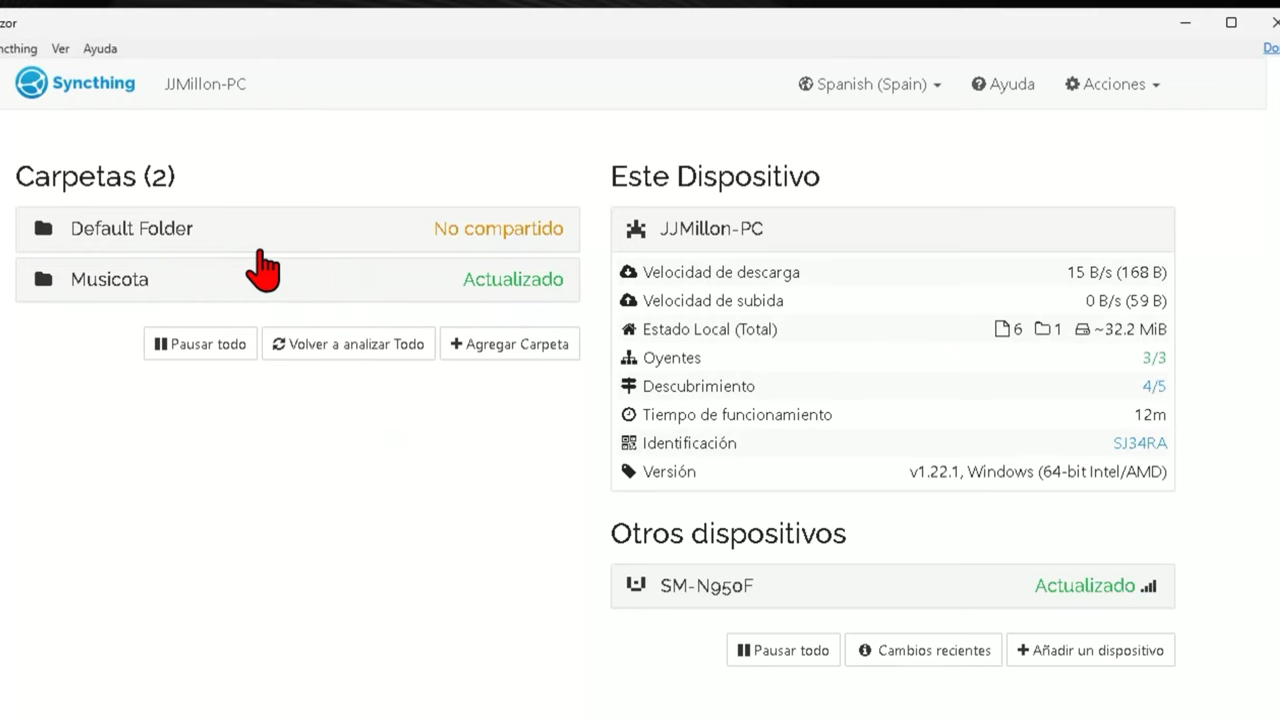 zor
ncthing Ver Ayuda
Do
Syncthing JJMillon-PC Spanish (Spain) Ayuda Acciones
Carpetas (2)
Default Folder No compartido
Musicota Actualizado
Pausar todo Volver a analizar Todo Agregar Carpeta
Este Dispositivo
JJMillon-PC
Velocidad de descarga 15 B/s (168 B)
Velocidad de subida 0 B/s (59 B)
Estado Local (Total) 6 1 ~32.2 MiB
Oyentes 3/3
Descubrimiento 4/5
Tiempo de funcionamiento 12m
Identificación SJ34RA
Versión v1.22.1, Windows (64-bit Intel/AMD)
Otros dispositivos
SM-N950F Actualizado
Pausar todo Cambios recientes Añadir un dispositivo